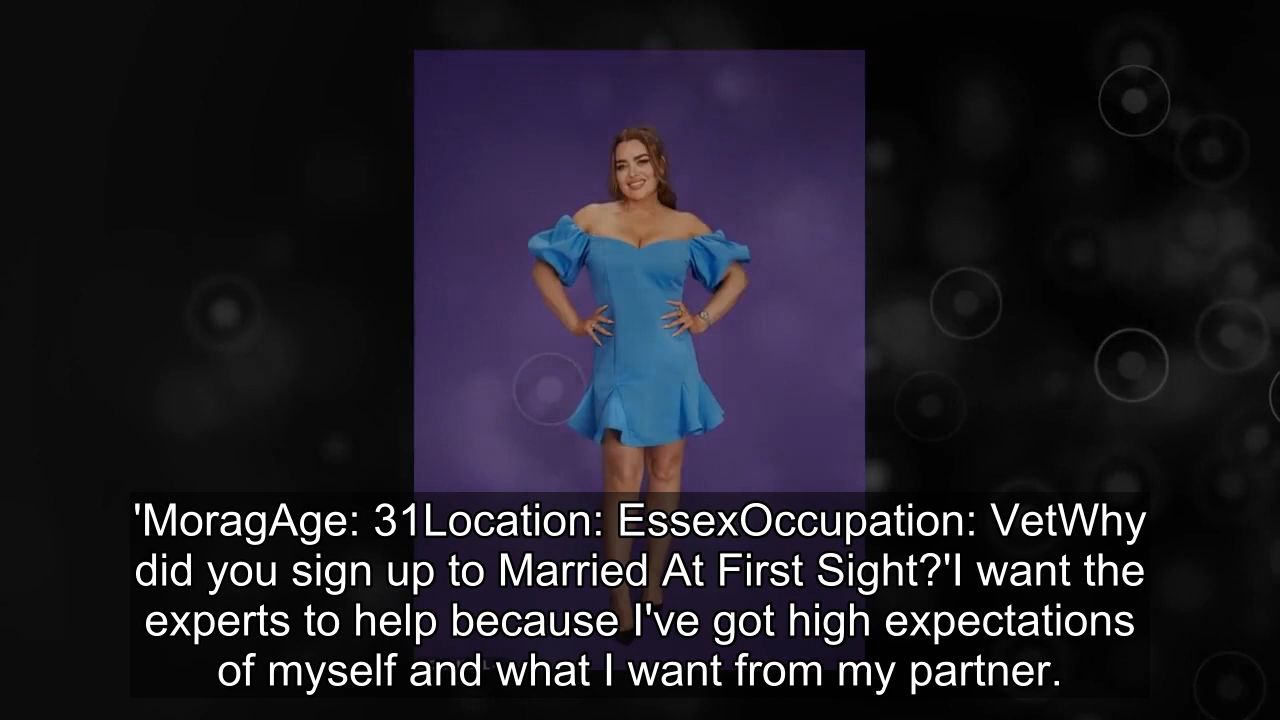 'MoragAge: 31Location: EssexOccupation: VetWhy
did you sign up to Married At First Sight?'I want the
experts to help because I've got high expectations
of myself and what I want from my partner.